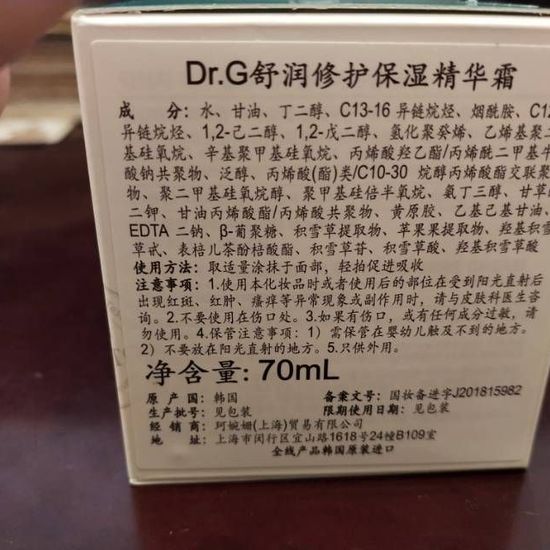 Dr.G舒润修护保湿精华霜
成 分：水、甘油、丁二醇、C13-16 异链烷烃、烟酰胺、C12
异链烷烃、1,2-己二醇、1,2-戊二醇、氢化聚癸烯、乙烯基聚二
基硅氧烷、辛基聚甲基硅氧烷、丙烯酸羟乙酯/丙烯酰二甲基牛
酸钠共聚物、泛醇、丙烯酸(酯)类/C10-30 烷醇丙烯酸酯交联聚
物、聚二甲基硅氧烷醇、聚甲基倍半氧烷、氨丁三醇、甘草酸
二钾、甘油丙烯酸酯/丙烯酸共聚物、黄原胶、乙基己基甘油、
EDTA 二钠、β-葡聚糖、积雪草提取物、苹果果提取物、羟基积雪
草甙、表棓儿茶酚棓酸酯、积雪草苷、积雪草酸、羟基积雪草酸
使用方法：取适量涂抹于面部，轻拍促进吸收
注意事项：1.使用本化妆品时或者使用后的部位在受到阳光直射后
出现红斑、红肿、瘙痒等异常现象或副作用时，请与皮肤科医生咨
询。2.不要使用在伤口处。3.如果有伤口，或有任何成分过敏，请
勿使用。4.保管注意事项：1）需保管在婴幼儿触及不到的地方。
2）不要放在阳光直射的地方。5.只供外用。
净含量：70mL
原 产 国：韩国 备案文号：国妆备进字J201815982
生产批号：见包装 限期使用日期：见包装
经 销 商：珂婉姗(上海)贸易有限公司
地 址：上海市闵行区宜山路1618号24幢B109室
全线产品韩国原装进口